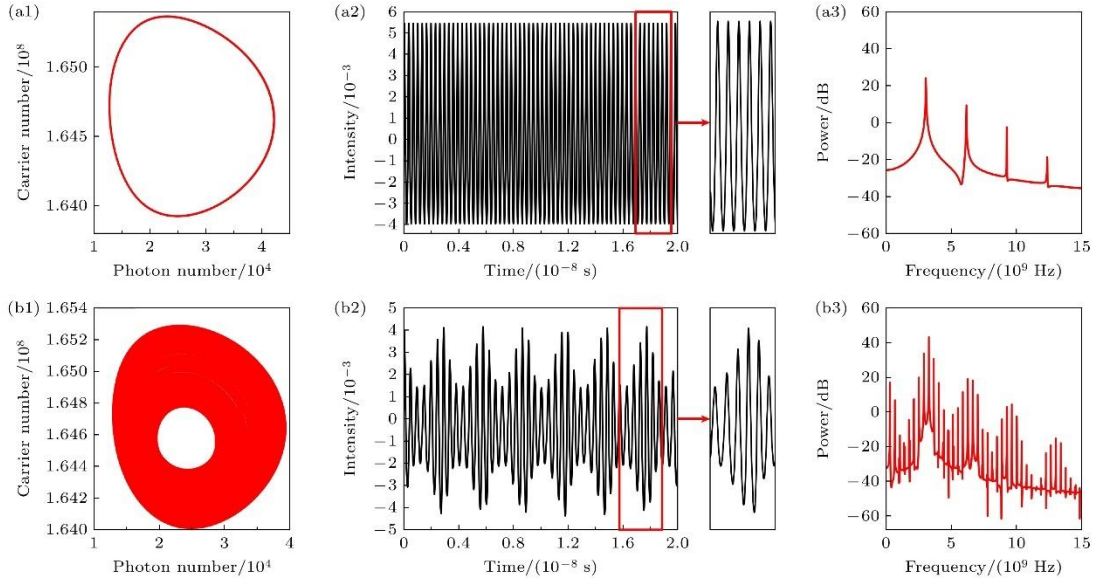 (a1)
1.650
1.645
1.640
Carrier number/10⁸
1 2 3 4
Photon number/10⁴
(a2)
6
5
4
3
2
1
0
−1
−2
−3
−4
Intensity/10⁻³
0 0.4 0.8 1.2 1.6 2.0
Time/(10⁻⁸ s)
(a3)
60
40
20
0
−20
−40
−60
Power/dB
0 5 10 15
Frequency/(10⁹ Hz)
(b1)
1.654
1.652
1.650
1.648
1.646
1.644
1.642
1.640
Carrier number/10⁸
1 2 3 4
Photon number/10⁴
(b2)
5
4
3
2
1
0
−1
−2
−3
−4
−5
Intensity/10⁻³
0 0.4 0.8 1.2 1.6 2.0
Time/(10⁻⁸ s)
(b3)
60
40
20
0
−20
−40
−60
Power/dB
0 5 10 15
Frequency/(10⁹ Hz)